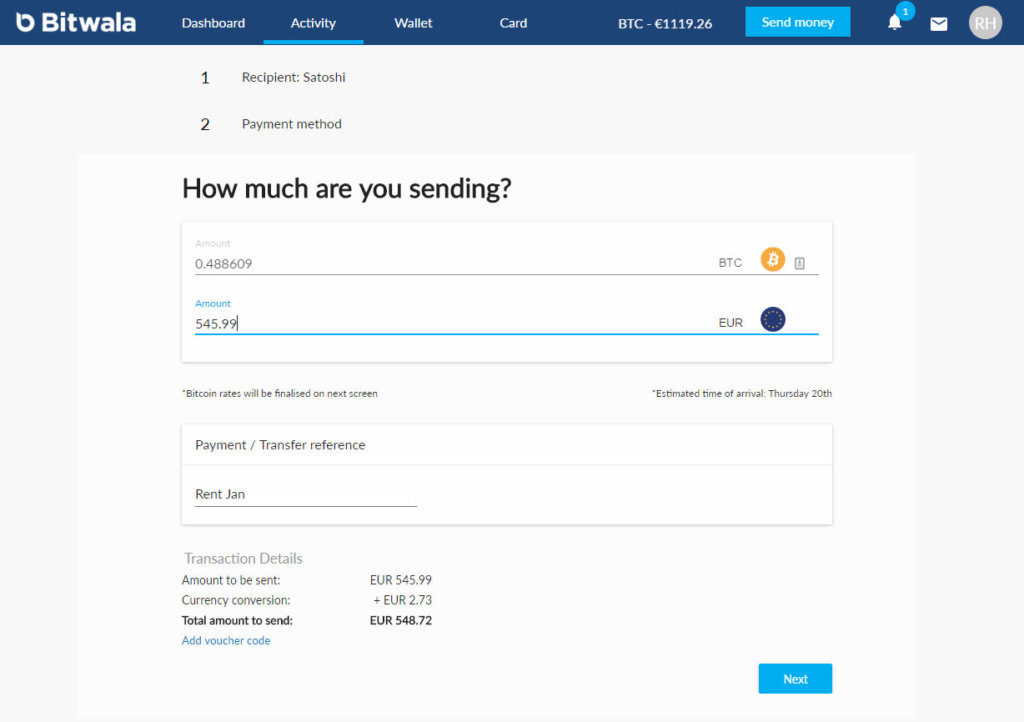 Bitwala Dashboard Activity Wallet Card BTC - €1119.26 Send money 1 RH
1 Recipient: Satoshi
2 Payment method
How much are you sending?
Amount
0.488609 BTC
Amount
545.99 EUR
*Bitcoin rates will be finalised on next screen *Estimated time of arrival: Thursday 20th
Payment / Transfer reference
Rent Jan
Transaction Details
Amount to be sent: EUR 545.99
Currency conversion: + EUR 2.73
Total amount to send: EUR 548.72
Add voucher code
Next